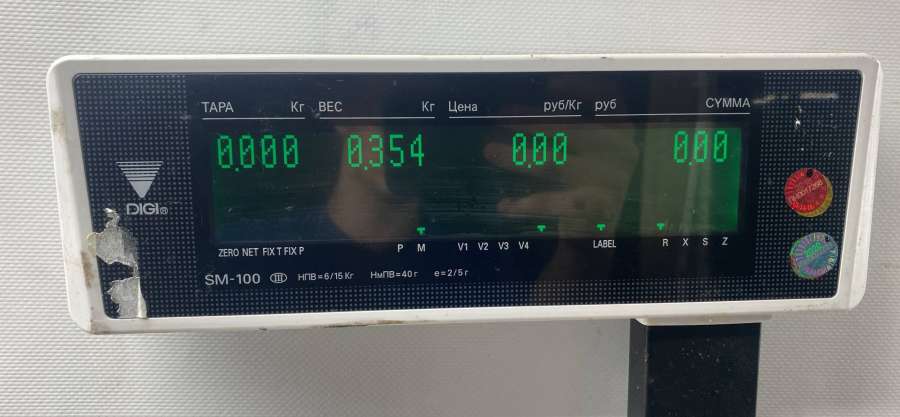 ТАРА Кг ВЕС Кг Цена руб/Кг руб СУММА
0.000 0.354 0.00 0.00
DIGI®
ZERO NET FIX T FIX P P M V1 V2 V3 V4 LABEL R X S Z
SM-100 III НПВ=6/15 Кг НмПВ=40 г е=2/5 г